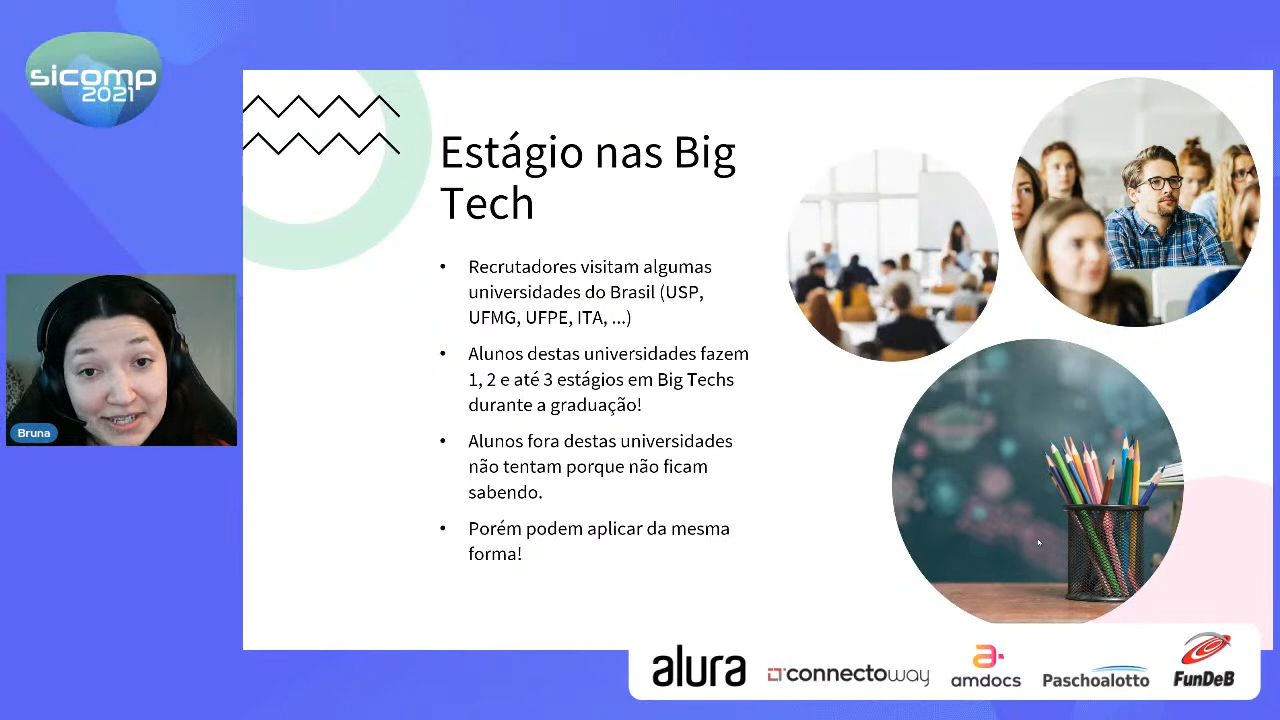 sicomp
2021
Estágio nas Big
Tech
• Recrutadores visitam algumas
universidades do Brasil (USP,
UFMG, UFPE, ITA, ...)
• Alunos destas universidades fazem
1, 2 e até 3 estágios em Big Techs
durante a graduação!
• Alunos fora destas universidades
não tentam porque não ficam
sabendo.
• Porém podem aplicar da mesma
forma!
Bruna
alura
connectoway
amdocs
Paschoalotto
FunDeB